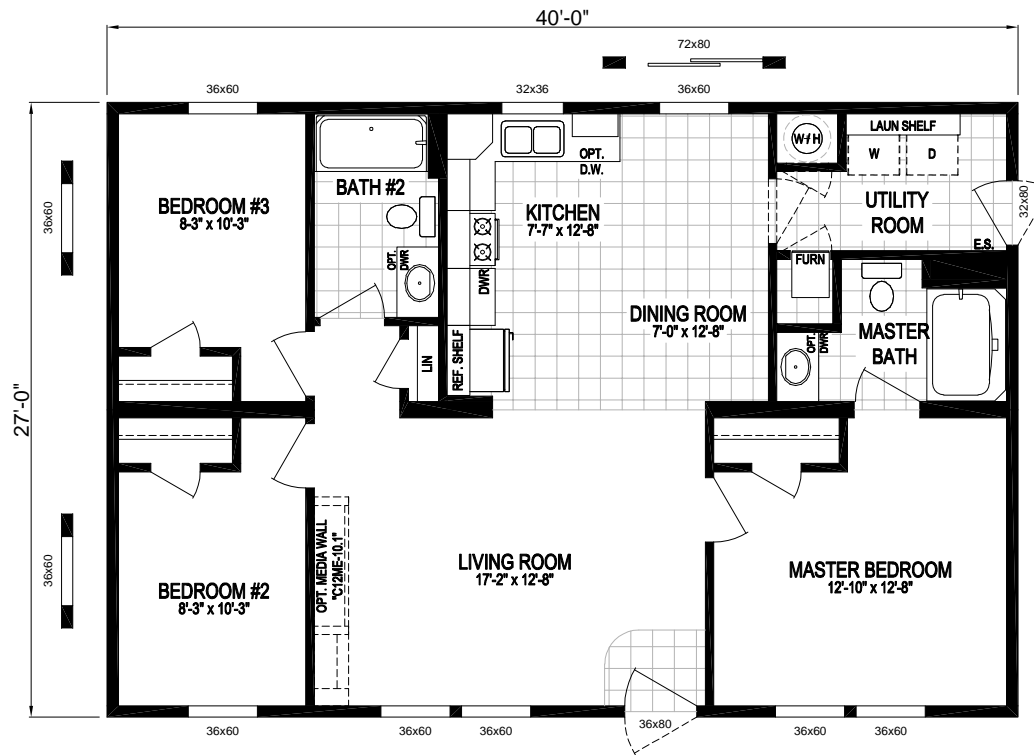 40'-0"
72x80
36x60
32x36
36x60
27'-0"
36x60
BEDROOM #3
8'-3" x 10'-3"
BATH #2
OPT.
DWR
OPT.
D.W.
KITCHEN
7'-7" x 12'-8"
DWR
REF. SHELF
LIN
DINING ROOM
7'-0" x 12'-8"
W/H
LAUN SHELF
W
D
UTILITY
ROOM
E.S.
32x80
FURN
OPT.
DWR
MASTER
BATH
36x60
BEDROOM #2
8'-3" x 10'-3"
OPT. MEDIA WALL
"C12ME-10.1"
LIVING ROOM
17'-2" x 12'-8"
MASTER BEDROOM
12'-10" x 12'-8"
36x60
36x60
36x60
36x80
36x60
36x60